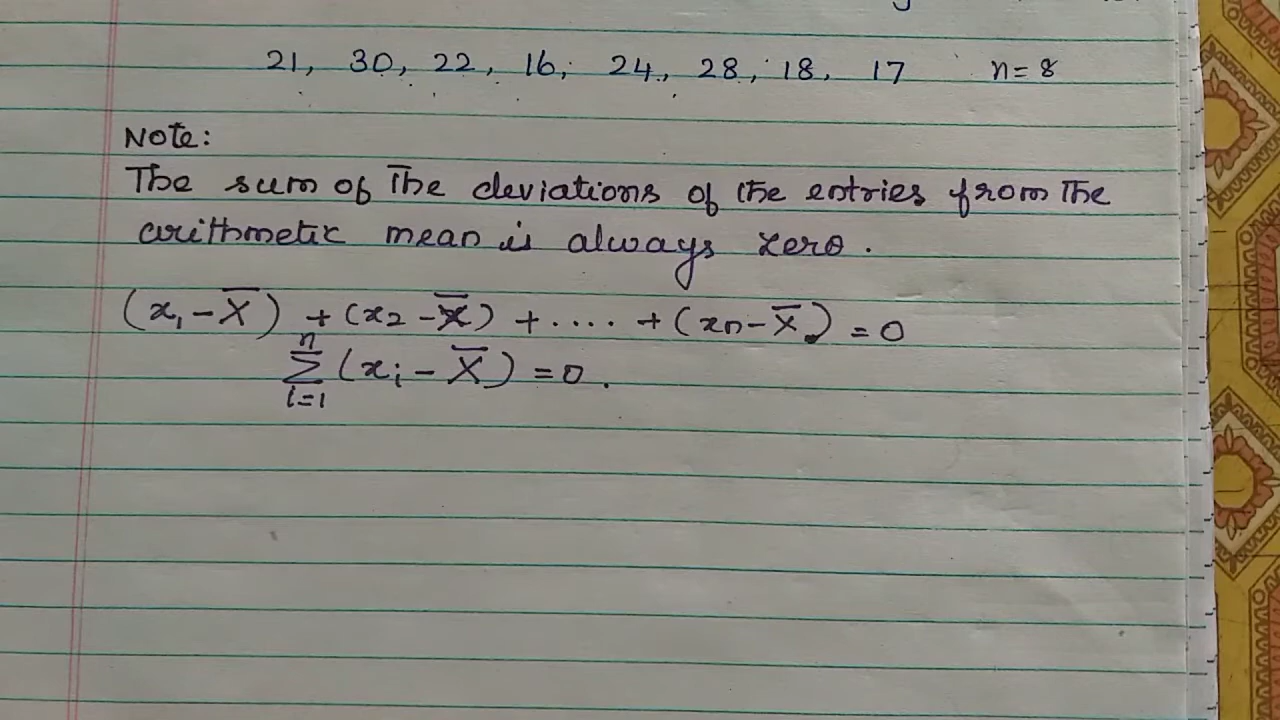 21, 30, 22, 16, 24, 28, 18, 17 n=8
Note:
The sum of The deviations of the entries from The
arithmetic mean is always zero.
(x₁-X̅) + (x₂-X̅) + .... + (xn-X̅) = 0
n
Σ (xi - X̅) = 0.
i=1